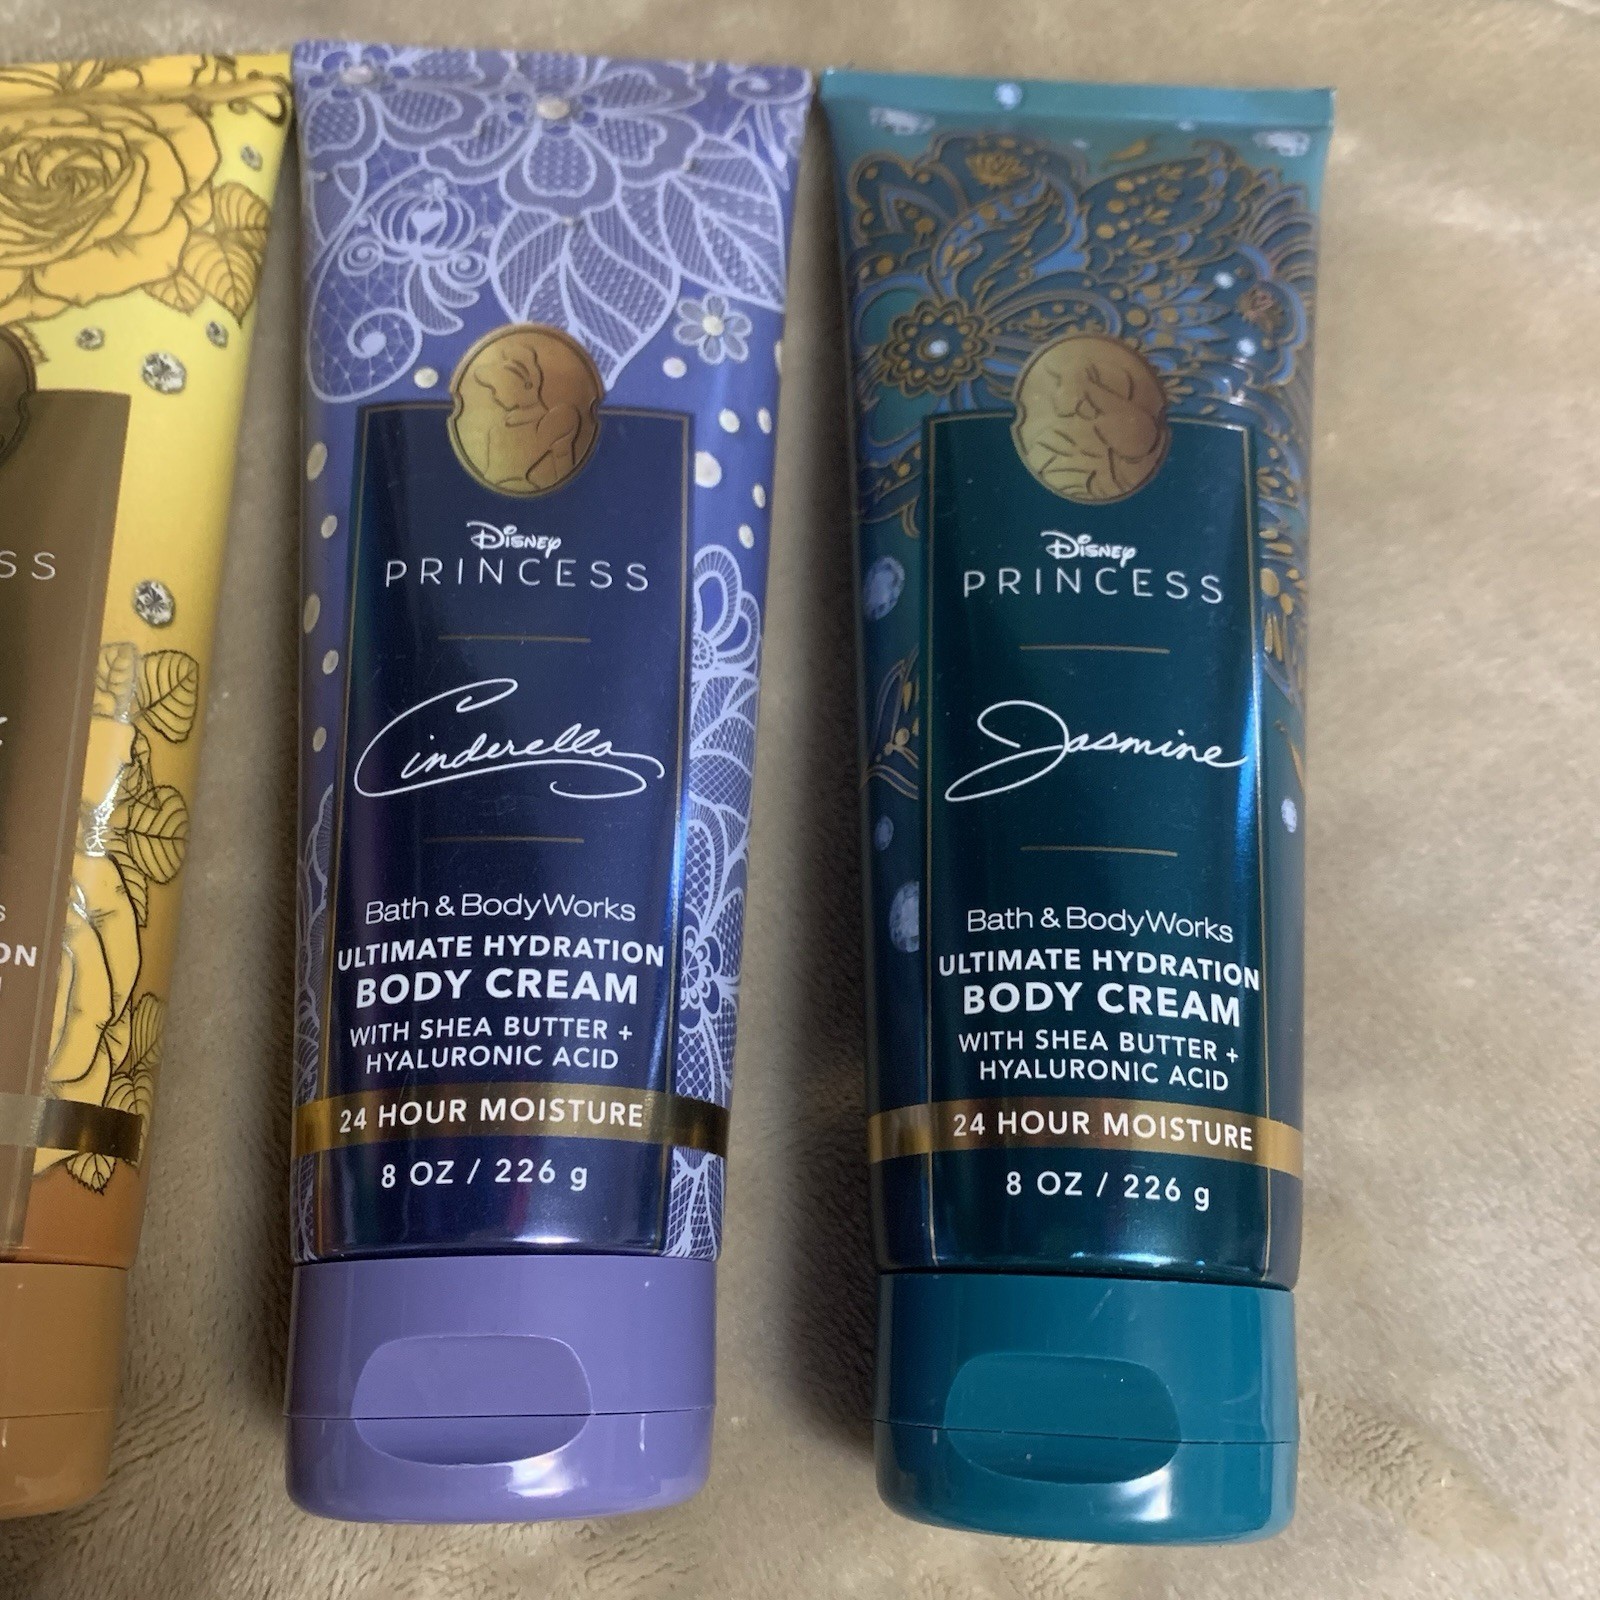 SS
ON
Disney
PRINCESS
Cinderella
Bath & Body Works
ULTIMATE HYDRATION
BODY CREAM
WITH SHEA BUTTER +
HYALURONIC ACID
24 HOUR MOISTURE
8 OZ / 226 g
Disney
PRINCESS
Jasmine
Bath & Body Works
ULTIMATE HYDRATION
BODY CREAM
WITH SHEA BUTTER +
HYALURONIC ACID
24 HOUR MOISTURE
8 OZ / 226 g